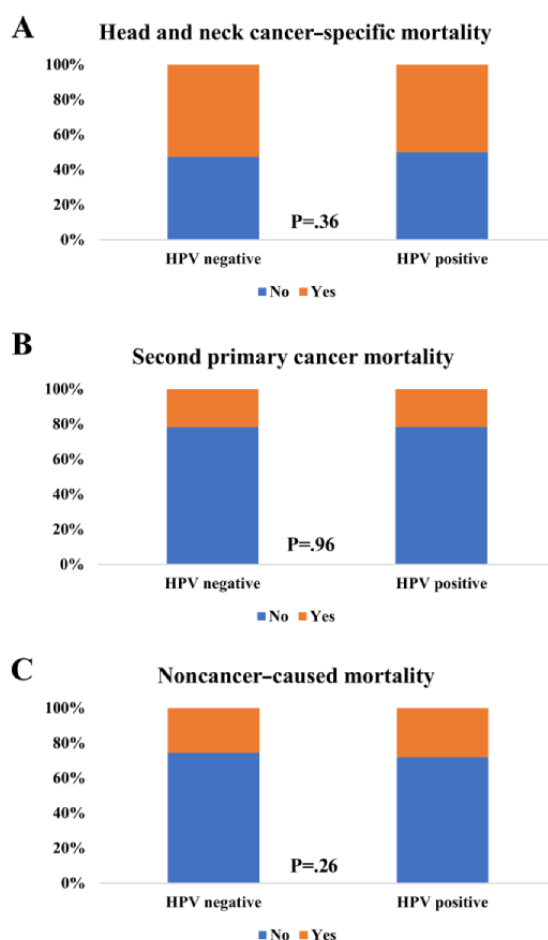 A
Head and neck cancer–specific mortality
100%
80%
60%
40%
20%
0%
P=.36
HPV negative HPV positive
No Yes
B
Second primary cancer mortality
100%
80%
60%
40%
20%
0%
P=.96
HPV negative HPV positive
No Yes
C
Noncancer–caused mortality
100%
80%
60%
40%
20%
0%
P=.26
HPV negative HPV positive
No Yes